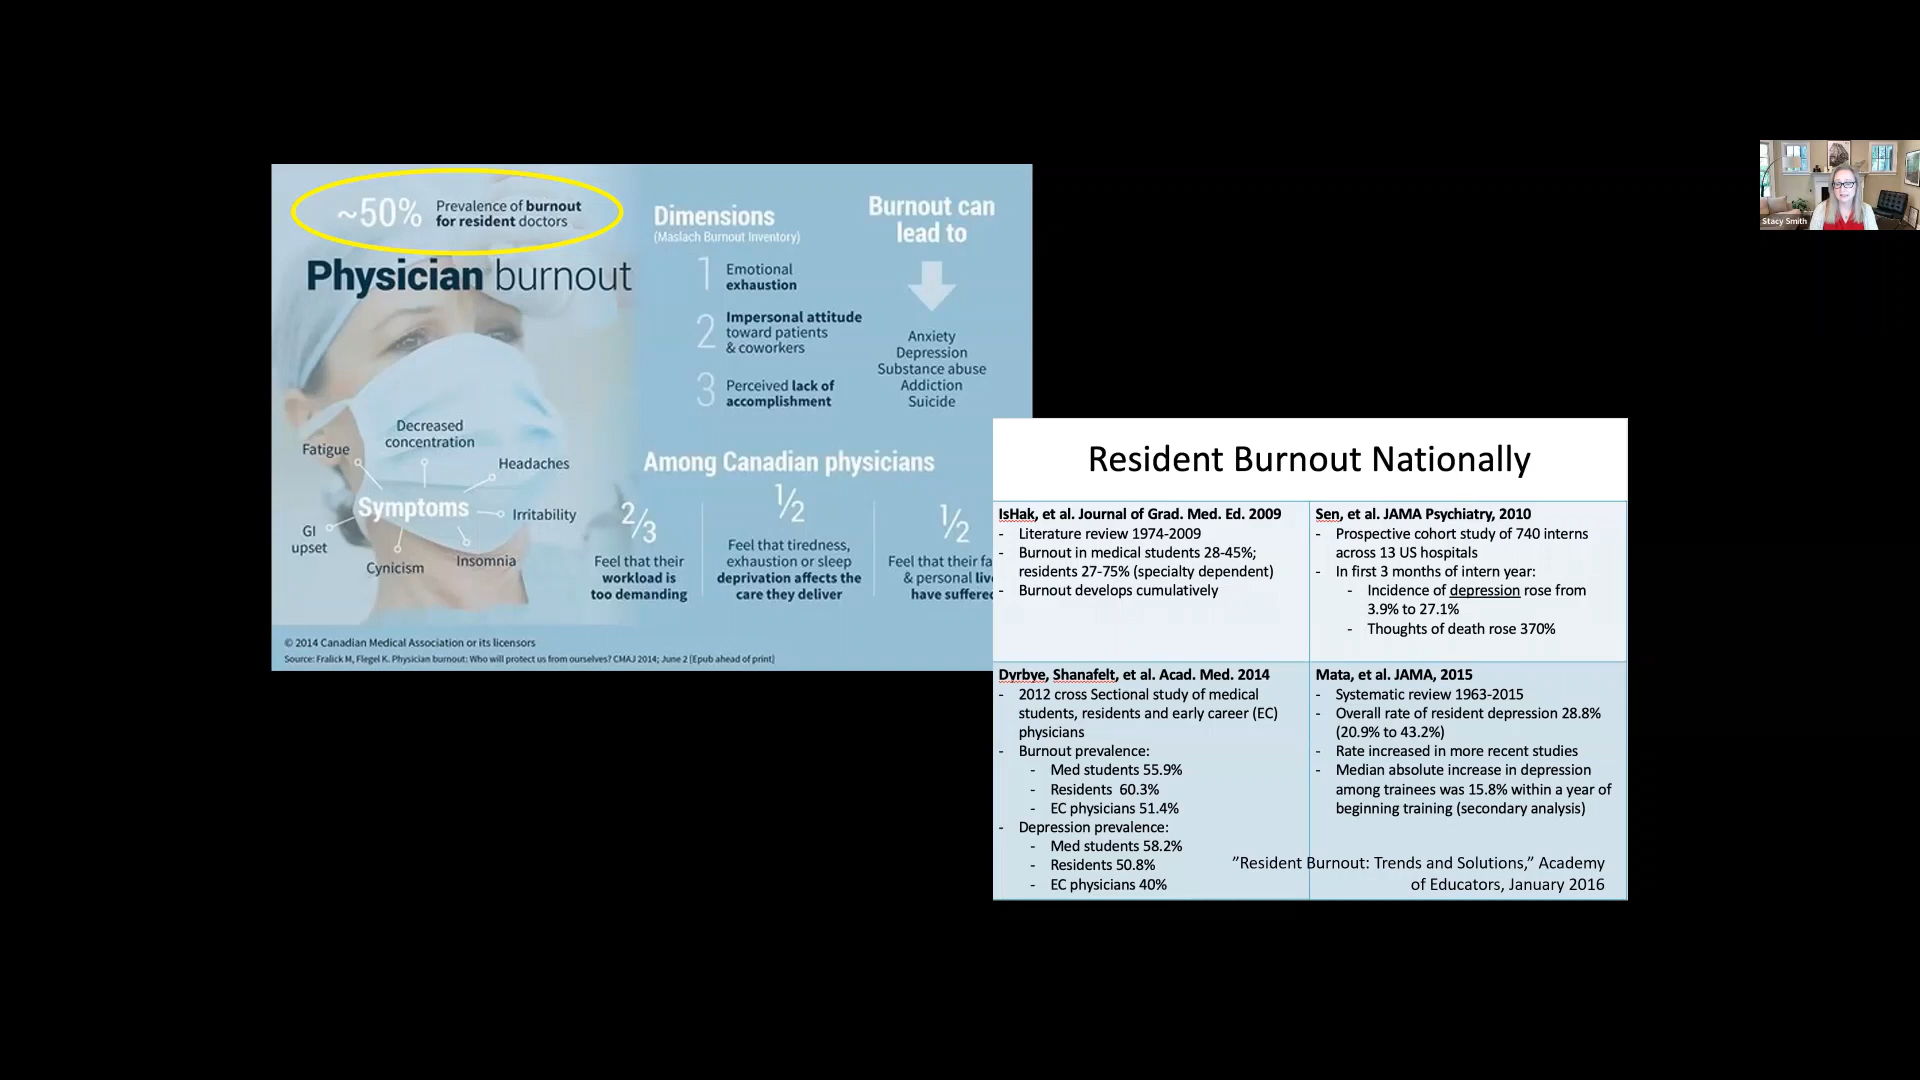 ~50%
Prevalence of burnout
for resident doctors
Physician burnout
Decreased
concentration
Fatigue
Headaches
Symptoms
Irritability
GI
upset
Cynicism
Insomnia
Dimensions
(Maslach Burnout Inventory)
1
Emotional
exhaustion
2
Impersonal attitude
toward patients
& coworkers
3
Perceived lack of
accomplishment
Burnout can
lead to
Anxiety
Depression
Substance abuse
Addiction
Suicide
Among Canadian physicians
2/3
Feel that their
workload is
too demanding
1/2
Feel that tiredness,
exhaustion or sleep
deprivation affects the
care they deliver
1/2
Feel that their fa
& personal liv
have suffere
© 2014 Canadian Medical Association or its licensors
Source: Fralick M, Flegel K. Physician burnout: Who will protect us from ourselves? CMAJ 2014; June 2 [Epub ahead of print]
Resident Burnout Nationally
IsHak, et al. Journal of Grad. Med. Ed. 2009
- Literature review 1974-2009
- Burnout in medical students 28-45%;
residents 27-75% (specialty dependent)
- Burnout develops cumulatively
Sen, et al. JAMA Psychiatry, 2010
- Prospective cohort study of 740 interns
across 13 US hospitals
- In first 3 months of intern year:
- Incidence of depression rose from
3.9% to 27.1%
- Thoughts of death rose 370%
Dyrbye, Shanafelt, et al. Acad. Med. 2014
- 2012 cross Sectional study of medical
students, residents and early career (EC)
physicians
- Burnout prevalence:
- Med students 55.9%
- Residents 60.3%
- EC physicians 51.4%
- Depression prevalence:
- Med students 58.2%
- Residents 50.8%
- EC physicians 40%
Mata, et al. JAMA, 2015
- Systematic review 1963-2015
- Overall rate of resident depression 28.8%
(20.9% to 43.2%)
- Rate increased in more recent studies
- Median absolute increase in depression
among trainees was 15.8% within a year of
beginning training (secondary analysis)
”Resident Burnout: Trends and Solutions,” Academy
of Educators, January 2016
Stacy Smith